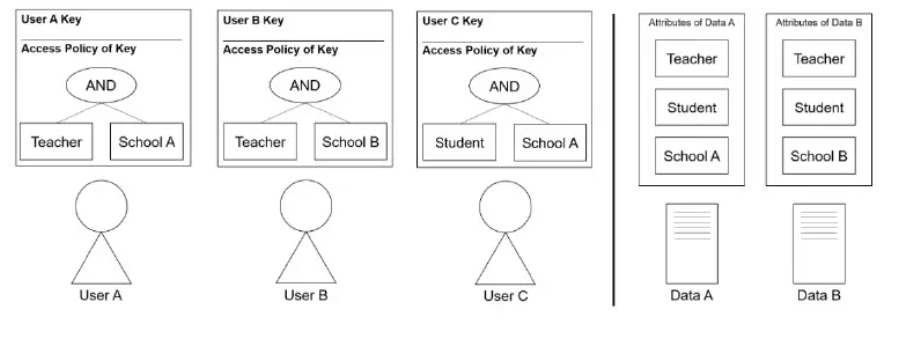 User A Key
Access Policy of Key
AND
Teacher
School A
User A
User B Key
Access Policy of Key
AND
Teacher
School B
User B
User C Key
Access Policy of Key
AND
Student
School A
User C
Attributes of Data A
Teacher
Student
School A
Data A
Attributes of Data B
Teacher
Student
School B
Data B